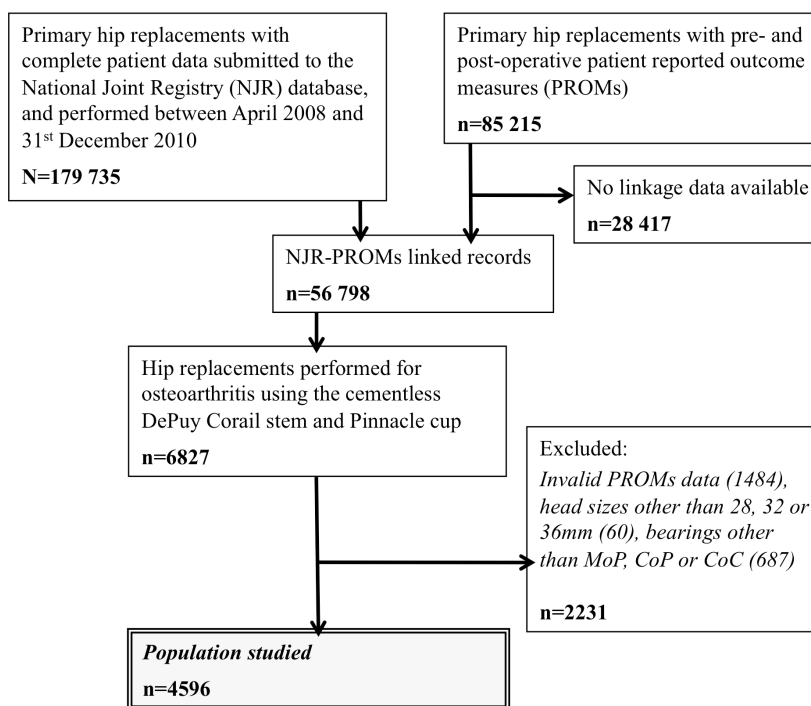 Primary hip replacements with
complete patient data submitted to the
National Joint Registry (NJR) database,
and performed between April 2008 and
31st December 2010
N=179 735
Primary hip replacements with pre- and
post-operative patient reported outcome
measures (PROMs)
n=85 215
No linkage data available
n=28 417
NJR-PROMs linked records
n=56 798
Hip replacements performed for
osteoarthritis using the cementless
DePuy Corail stem and Pinnacle cup
n=6827
Excluded:
Invalid PROMs data (1484),
head sizes other than 28, 32 or
36mm (60), bearings other
than MoP, CoP or CoC (687)
n=2231
Population studied
n=4596